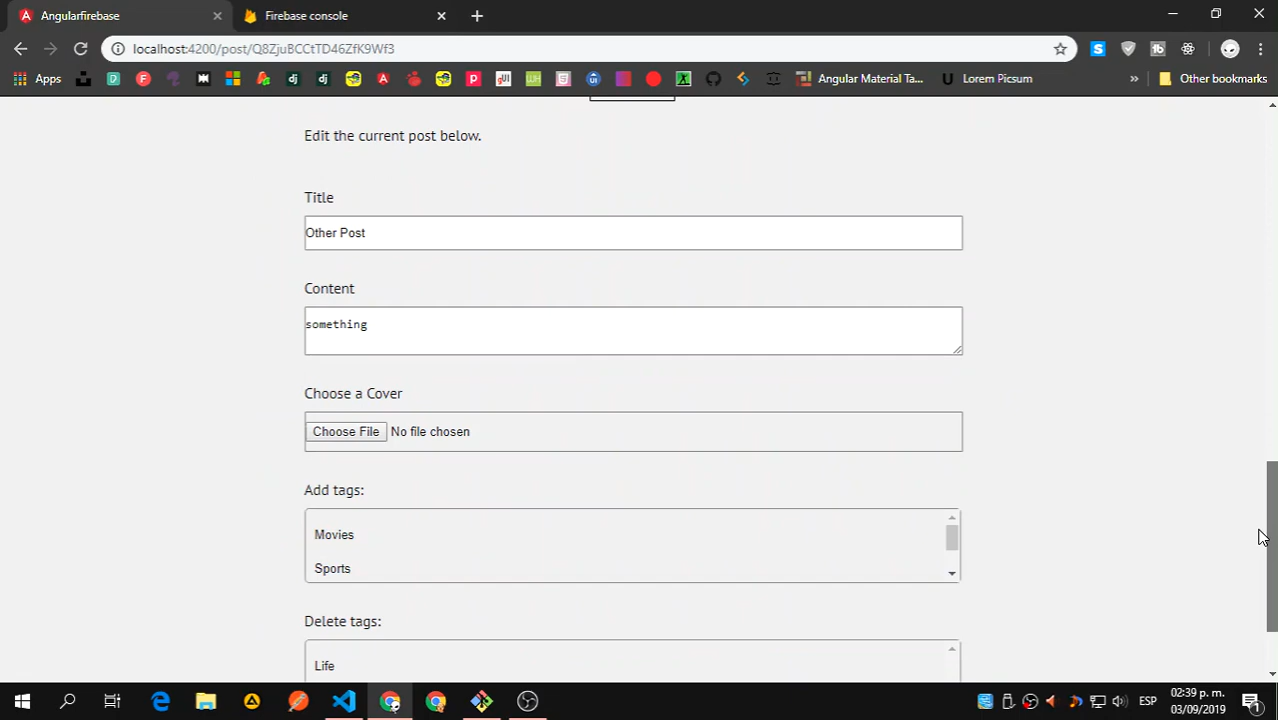 Angularfirebase
Firebase console
localhost:4200/post/Q8ZjuBCCtTD46ZfK9Wf3
Apps
Angular Material Ta...
Lorem Picsum
Other bookmarks
Edit the current post below.
Title
Other Post
Content
something
Choose a Cover
Choose File No file chosen
Add tags:
Movies
Sports
Delete tags:
Life
ESP
02:39 p. m.
03/09/2019